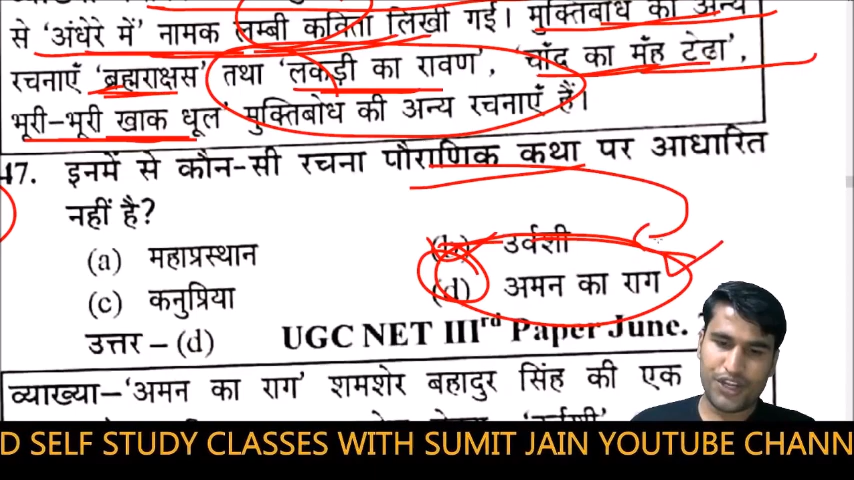 से 'अंधेरे में' नामक लम्बी कविता लिखी गई। मुक्तिबोध की अन्य
रचनाएँ 'ब्रह्मराक्षस' तथा 'लकड़ी का रावण', 'चाँद का मुँह टेढ़ा',
भूरी-भूरी खाक धूल' मुक्तिबोध की अन्य रचनाएँ हैं।
47. इनमें से कौन-सी रचना पौराणिक कथा पर आधारित
नहीं है?
(a) महाप्रस्थान (b) उर्वशी
(c) कनुप्रिया (d) अमन का राग
उत्तर – (d) UGC NET IIIrd Paper June.
व्याख्या–'अमन का राग' शमशेर बहादुर सिंह की एक
D SELF STUDY CLASSES WITH SUMIT JAIN YOUTUBE CHANN